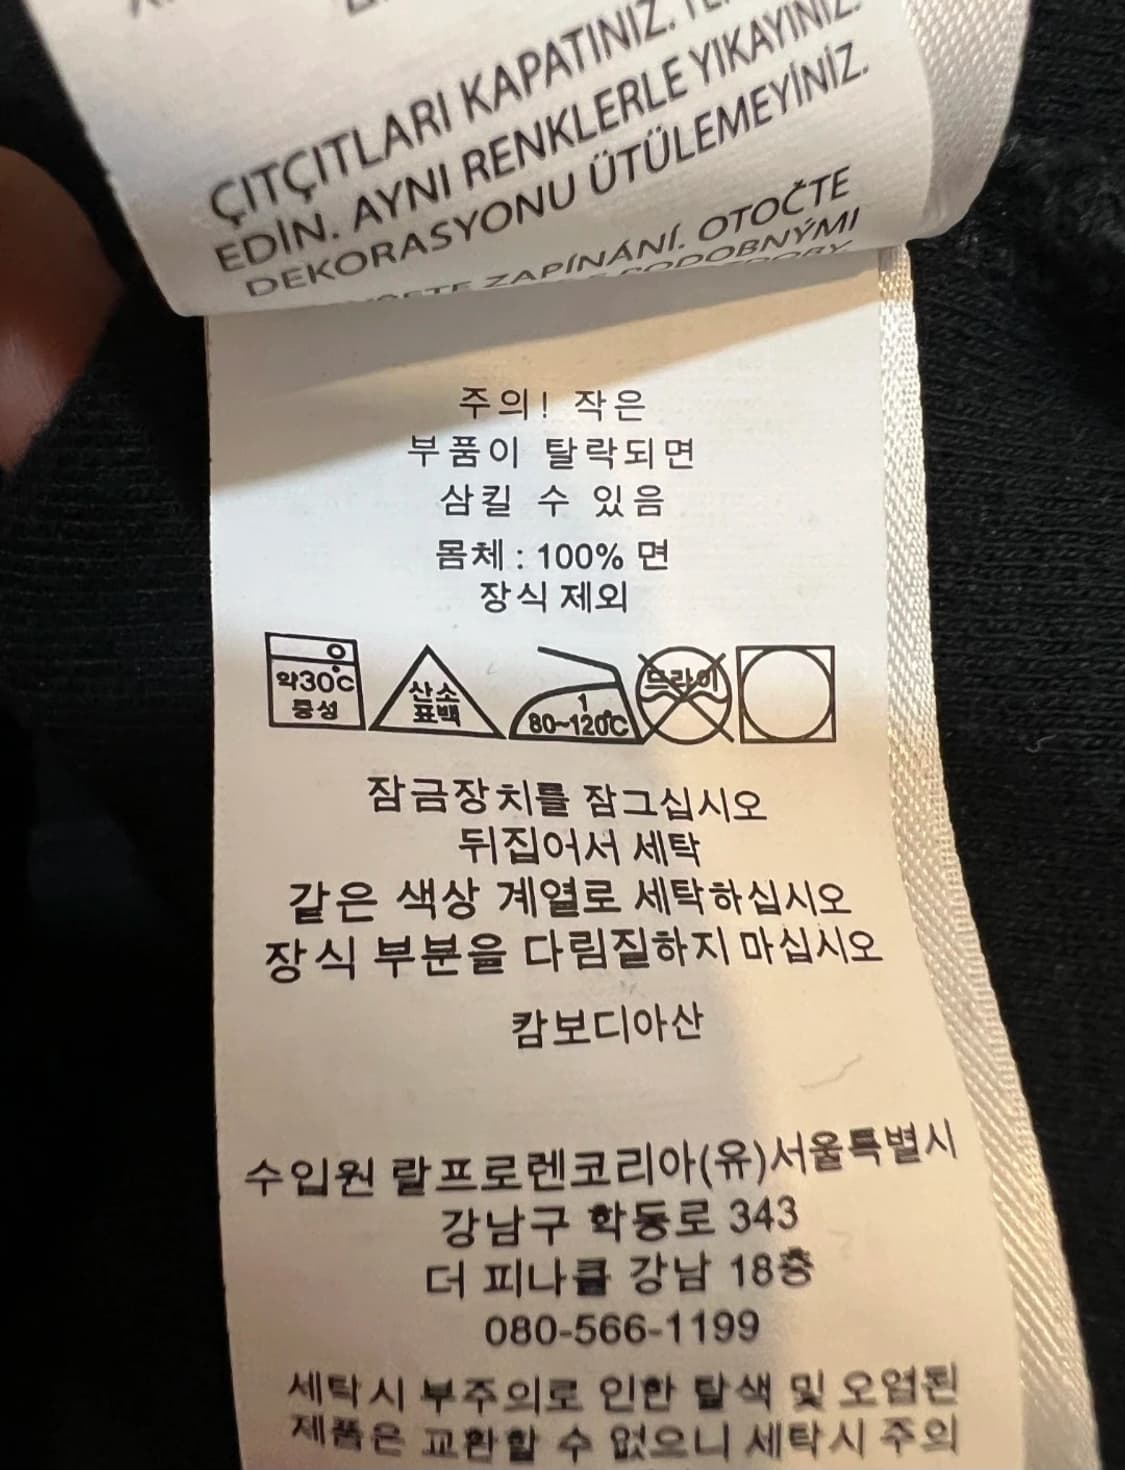 ÇITÇITLARI KAPATINIZ.
EDİN. AYNI RENKLERLE YIKAYINIZ.
DEKORASYONU ÜTÜLEMEYİNİZ.
ZAPÍNÁNÍ. OTOČTE
PODOBNÝMI
주의! 작은
부품이 탈락되면
삼킬 수 있음
몸체 : 100% 면
장식 제외
약30℃
중성
산소
표백
1
80~120℃
드라이
잠금장치를 잠그십시오
뒤집어서 세탁
같은 색상 계열로 세탁하십시오
장식 부분을 다림질하지 마십시오
캄보디아산
수입원 랄프로렌코리아(유)서울특별시
강남구 학동로 343
더 피나클 강남 18층
080-566-1199
세탁시 부주의로 인한 탈색 및 오염된
제품은 교환할 수 없으니 세탁시 주의